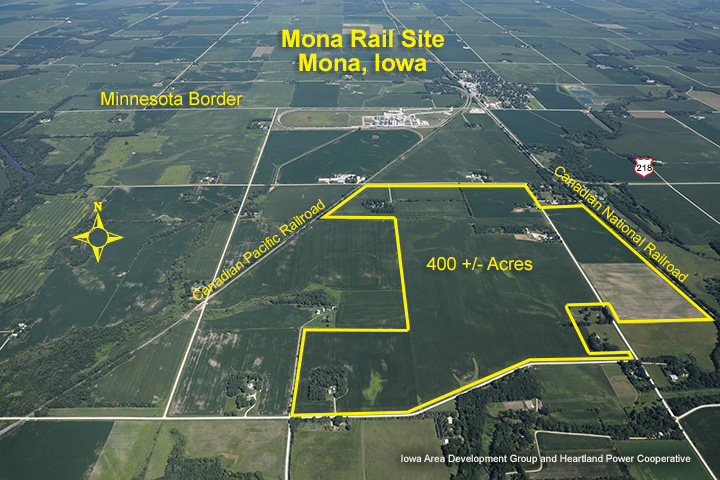 Mona Rail Site
Mona, Iowa
Minnesota Border
218
Canadian National Railroad
N
Canadian Pacific Railroad
400 +/- Acres
Iowa Area Development Group and Heartland Power Cooperative